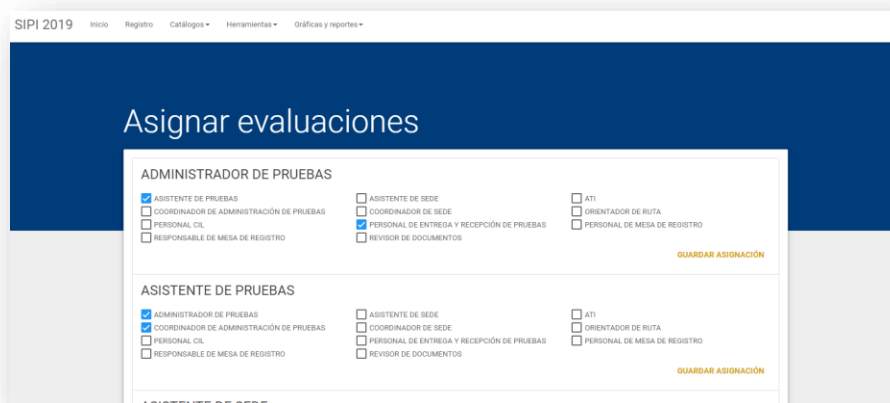 SIPI 2019 Inicio Registro Catálogos Herramientas Gráficas y reportes
Asignar evaluaciones
ADMINISTRADOR DE PRUEBAS
ASISTENTE DE PRUEBAS ASISTENTE DE SEDE ATI
COORDINADOR DE ADMINISTRACIÓN DE PRUEBAS COORDINADOR DE SEDE ORIENTADOR DE RUTA
PERSONAL CIL PERSONAL DE ENTREGA Y RECEPCIÓN DE PRUEBAS PERSONAL DE MESA DE REGISTRO
RESPONSABLE DE MESA DE REGISTRO REVISOR DE DOCUMENTOS
GUARDAR ASIGNACIÓN
ASISTENTE DE PRUEBAS
ADMINISTRADOR DE PRUEBAS ASISTENTE DE SEDE ATI
COORDINADOR DE ADMINISTRACIÓN DE PRUEBAS COORDINADOR DE SEDE ORIENTADOR DE RUTA
PERSONAL CIL PERSONAL DE ENTREGA Y RECEPCIÓN DE PRUEBAS PERSONAL DE MESA DE REGISTRO
RESPONSABLE DE MESA DE REGISTRO REVISOR DE DOCUMENTOS
GUARDAR ASIGNACIÓN
ASISTENTE DE SEDE